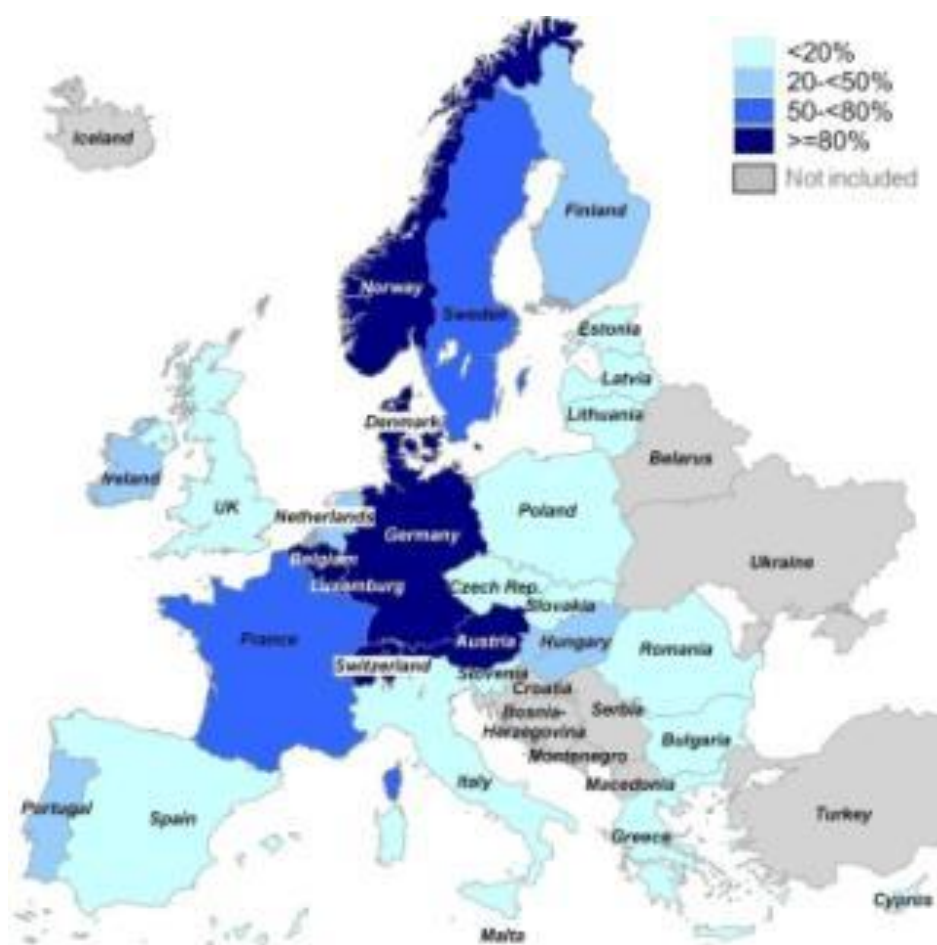 <20%
20-<50%
50-<80%
>=80%
Not included
Iceland
Finland
Norway
Sweden
Estonia
Latvia
Lithuania
Denmark
Belarus
Ireland
UK
Netherlands
Germany
Poland
Belgium
Luxemburg
Ukraine
Czech Rep.
Slovakia
France
Austria
Hungary
Romania
Switzerland
Slovenia
Croatia
Bosnia-
Herzegovina
Serbia
Bulgaria
Montenegro
Macedonia
Italy
Portugal
Spain
Turkey
Greece
Cyprus
Malta